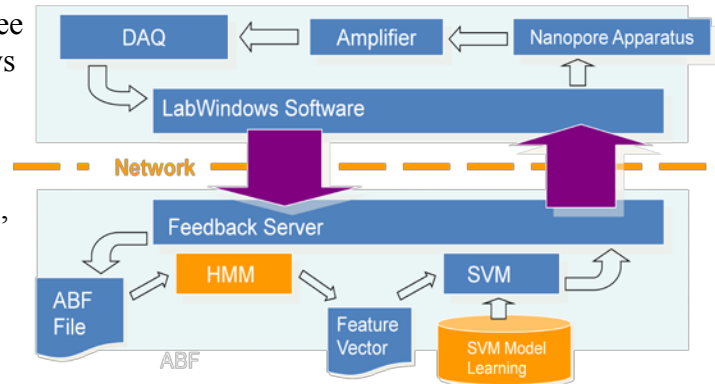 ee
DAQ
Amplifier
Nanopore Apparatus
LabWindows Software
Network
,
Feedback Server
HMM
SVM
ABF
File
Feature
Vector
SVM Model
Learning
ABF